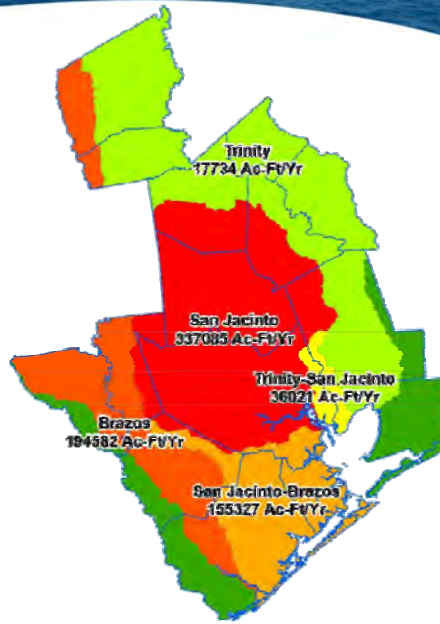 Trinity
17734 Ac-Ft/Yr
San Jacinto
337085 Ac-Ft/Yr
Trinity-San Jacinto
36021 Ac-Ft/Yr
Brazos
194582 Ac-Ft/Yr
San Jacinto-Brazos
155327 Ac-Ft/Yr